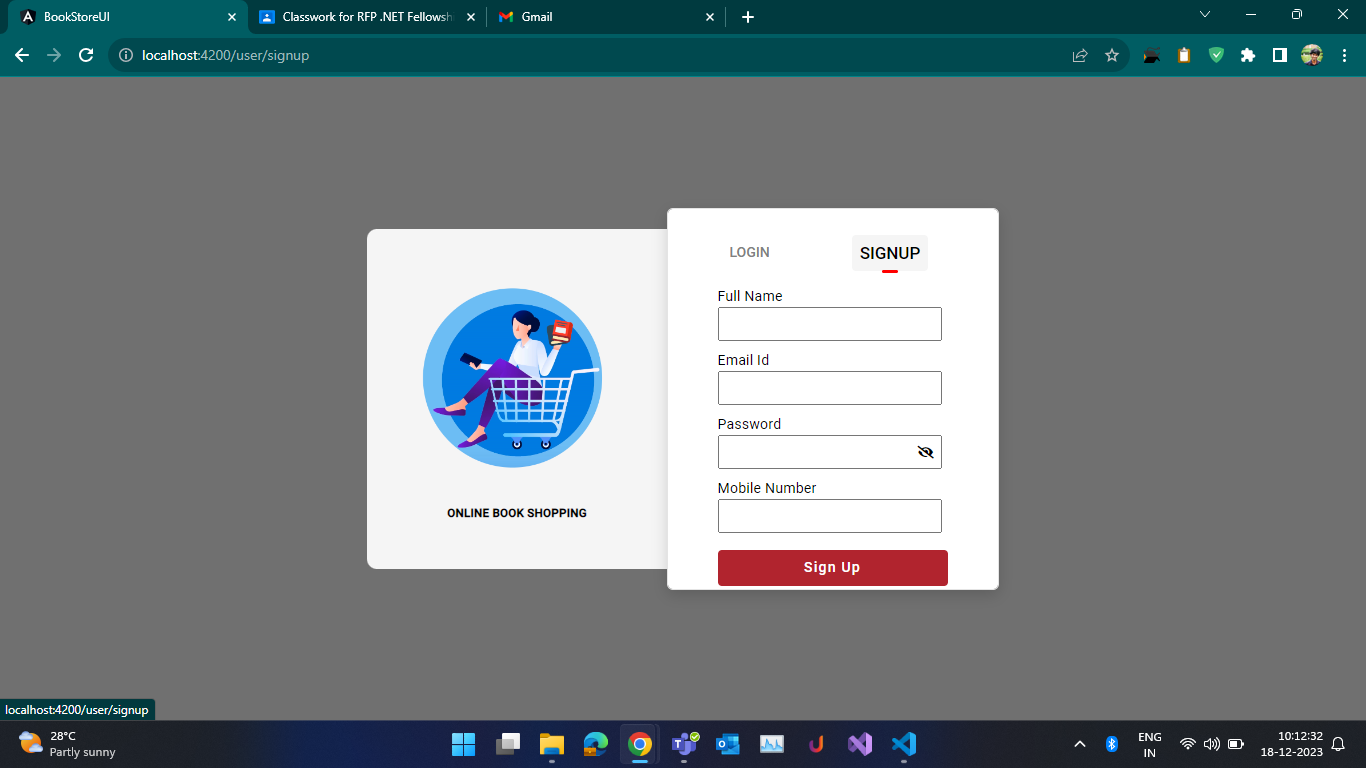 BookStoreUI
Classwork for RFP .NET Fellowsh
Gmail
localhost:4200/user/signup
LOGIN
SIGNUP
Full Name
Email Id
Password
Mobile Number
Sign Up
ONLINE BOOK SHOPPING
localhost:4200/user/signup
28°C
Partly sunny
ENG
IN
10:12:32
18-12-2023